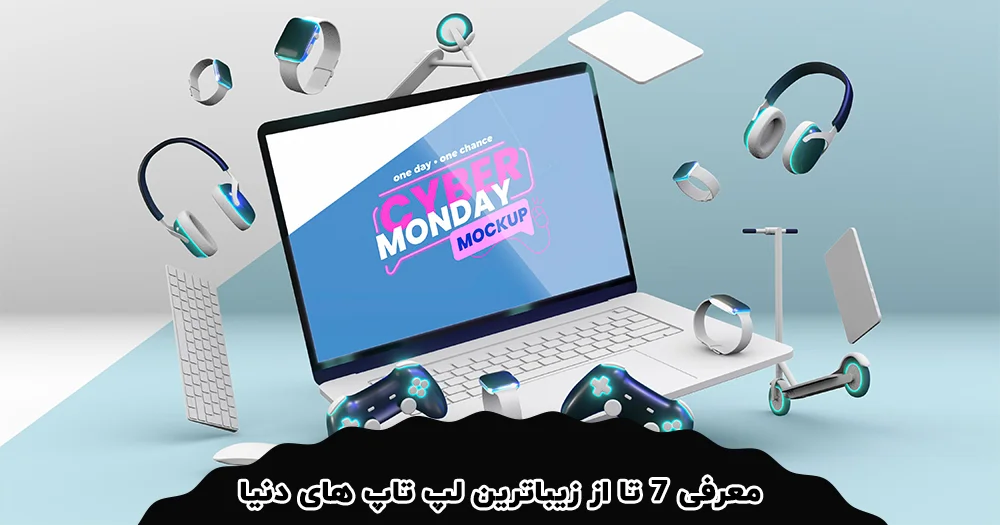 one day • one chance
CYBER
MONDAY
MOCKUP
معرفی 7 تا از زیباترین لپ تاپ های دنیا